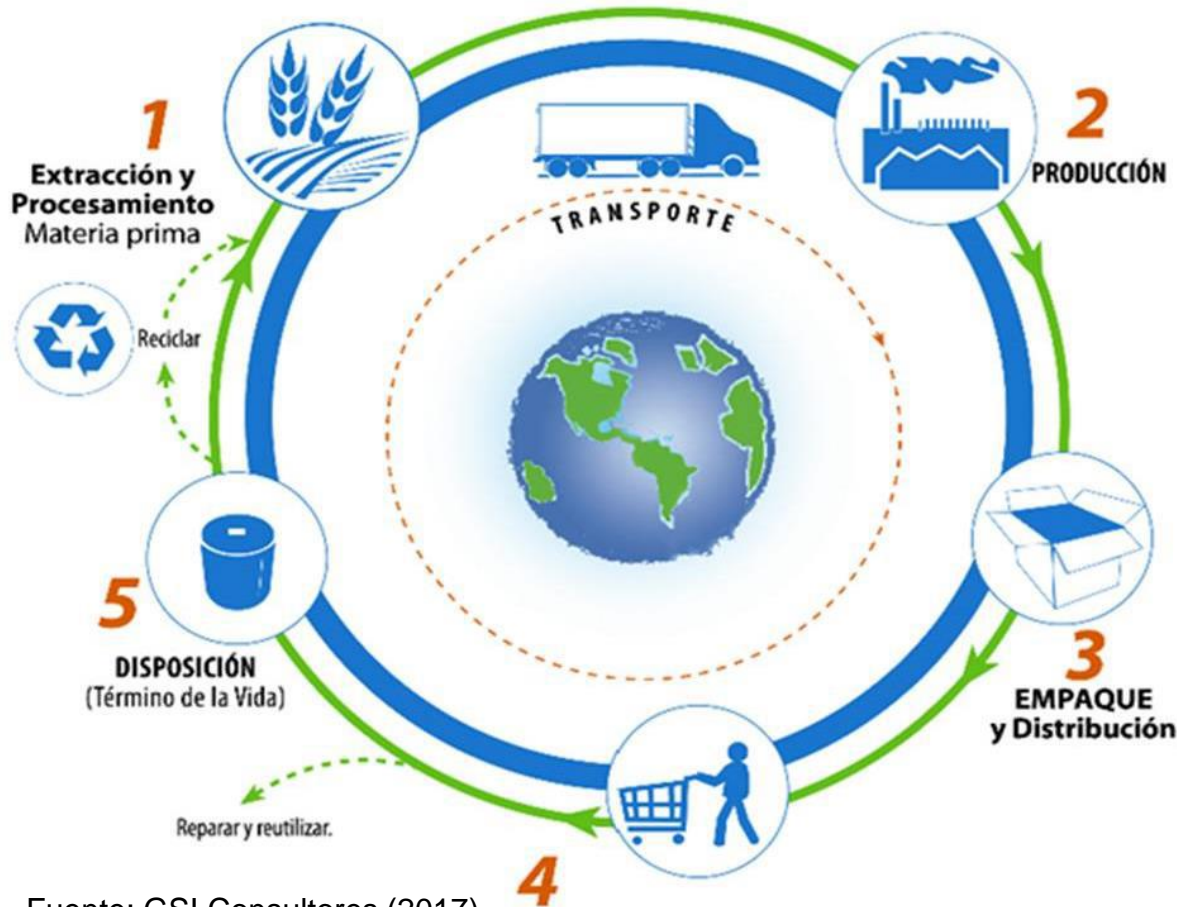 1
Extracción y
Procesamiento
Materia prima
TRANSPORTE
2
PRODUCCIÓN
Reciclar
3
EMPAQUE
y Distribución
5
DISPOSICIÓN
(Término de la Vida)
Reparar y reutilizar.
4
Fuente: GSI Consultores (2017)